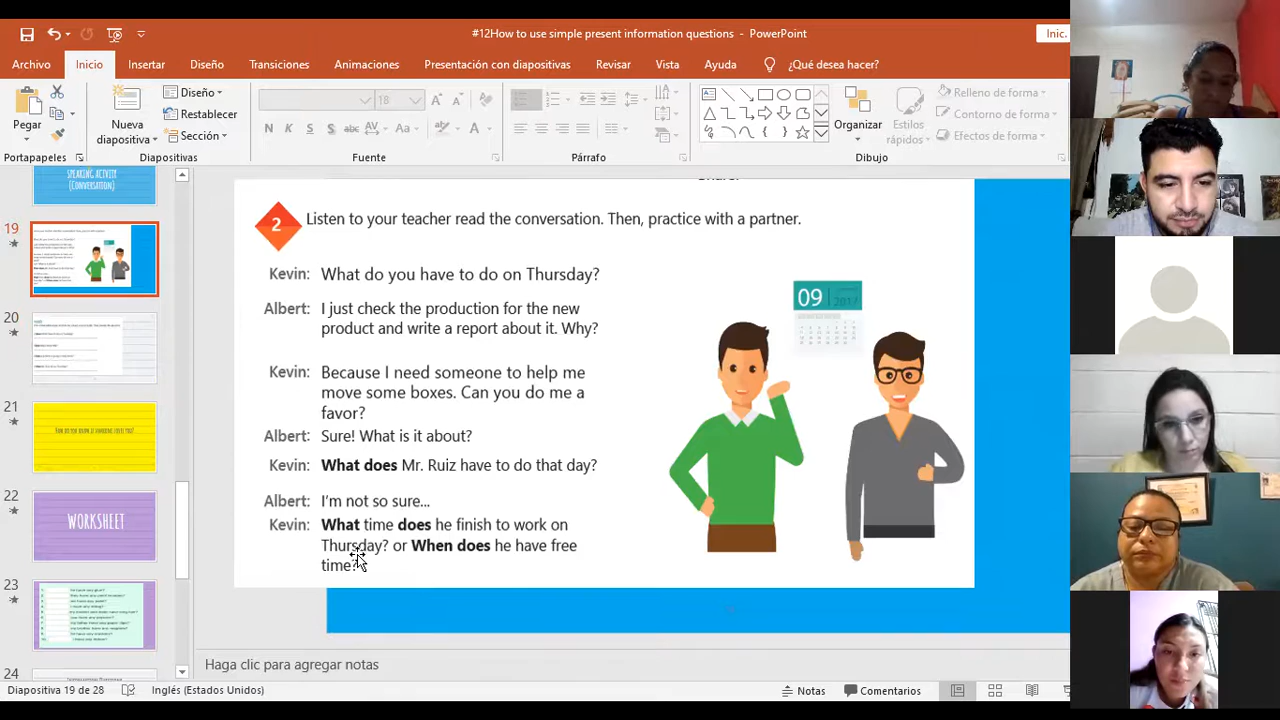 #12How to use simple present information questions - PowerPoint
Inic.
Archivo Inicio Insertar Diseño Transiciones Animaciones Presentación con diapositivas Revisar Vista Ayuda ¿Qué desea hacer?
Pegar
Nueva diapositiva
Diseño
Restablecer
Sección
18
N K S abc Aa
Organizar
Estilos rápidos
Relleno de forma
Contorno de forma
Efectos de forma
Portapapeles Diapositivas Fuente Párrafo Dibujo
SPEAKING ACTIVITY
(CONVERSATION)
19
20
21
22
WORKSHEET
23
24
2 Listen to your teacher read the conversation. Then, practice with a partner.
Kevin: What do you have to do on Thursday?
Albert: I just check the production for the new
product and write a report about it. Why?
Kevin: Because I need someone to help me
move some boxes. Can you do me a
favor?
Albert: Sure! What is it about?
Kevin: What does Mr. Ruiz have to do that day?
Albert: I'm not so sure...
Kevin: What time does he finish to work on
Thursday? or When does he have free
time?
09 2017
Haga clic para agregar notas
Diapositiva 19 de 28 Inglés (Estados Unidos) Notas Comentarios